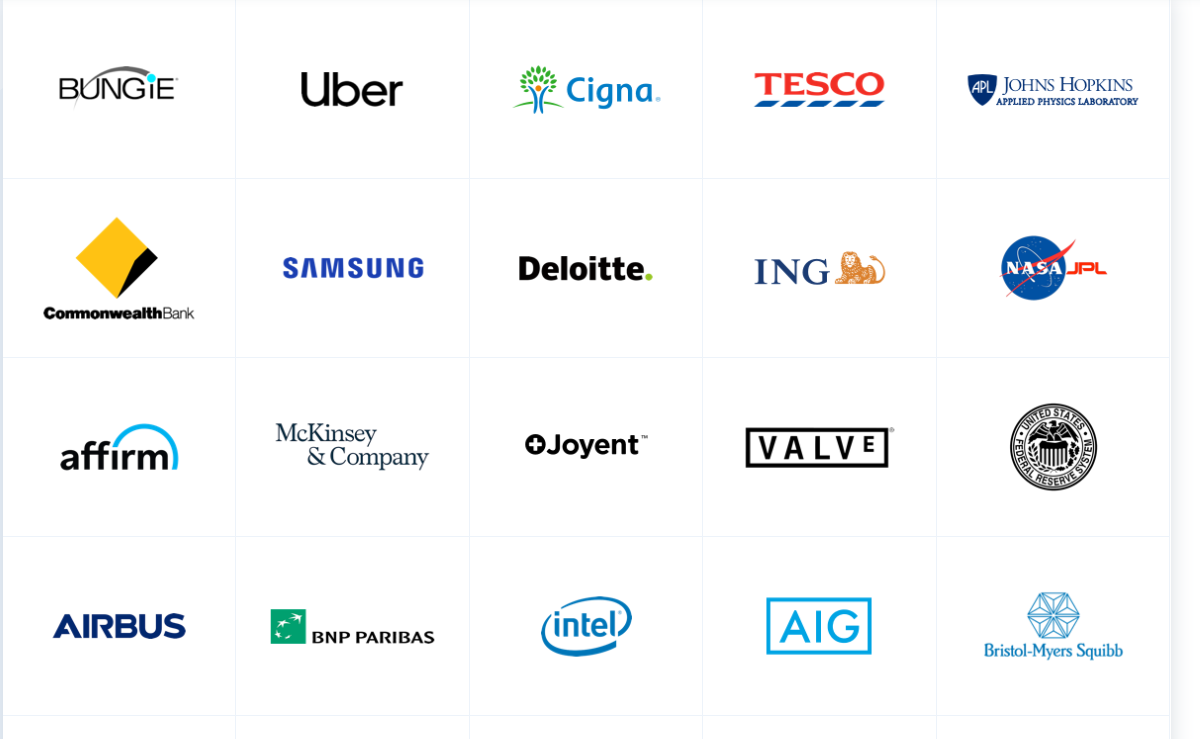 BUNGiE
Uber
Cigna®
TESCO
APL JOHNS HOPKINS
APPLIED PHYSICS LABORATORY
CommonwealthBank
SAMSUNG
Deloitte.
ING
NASA JPL
affirm
McKinsey
& Company
Joyent™
VALVE®
UNITED STATES
FEDERAL RESERVE SYSTEM
AIRBUS
BNP PARIBAS
intel®
AIG
Bristol-Myers Squibb